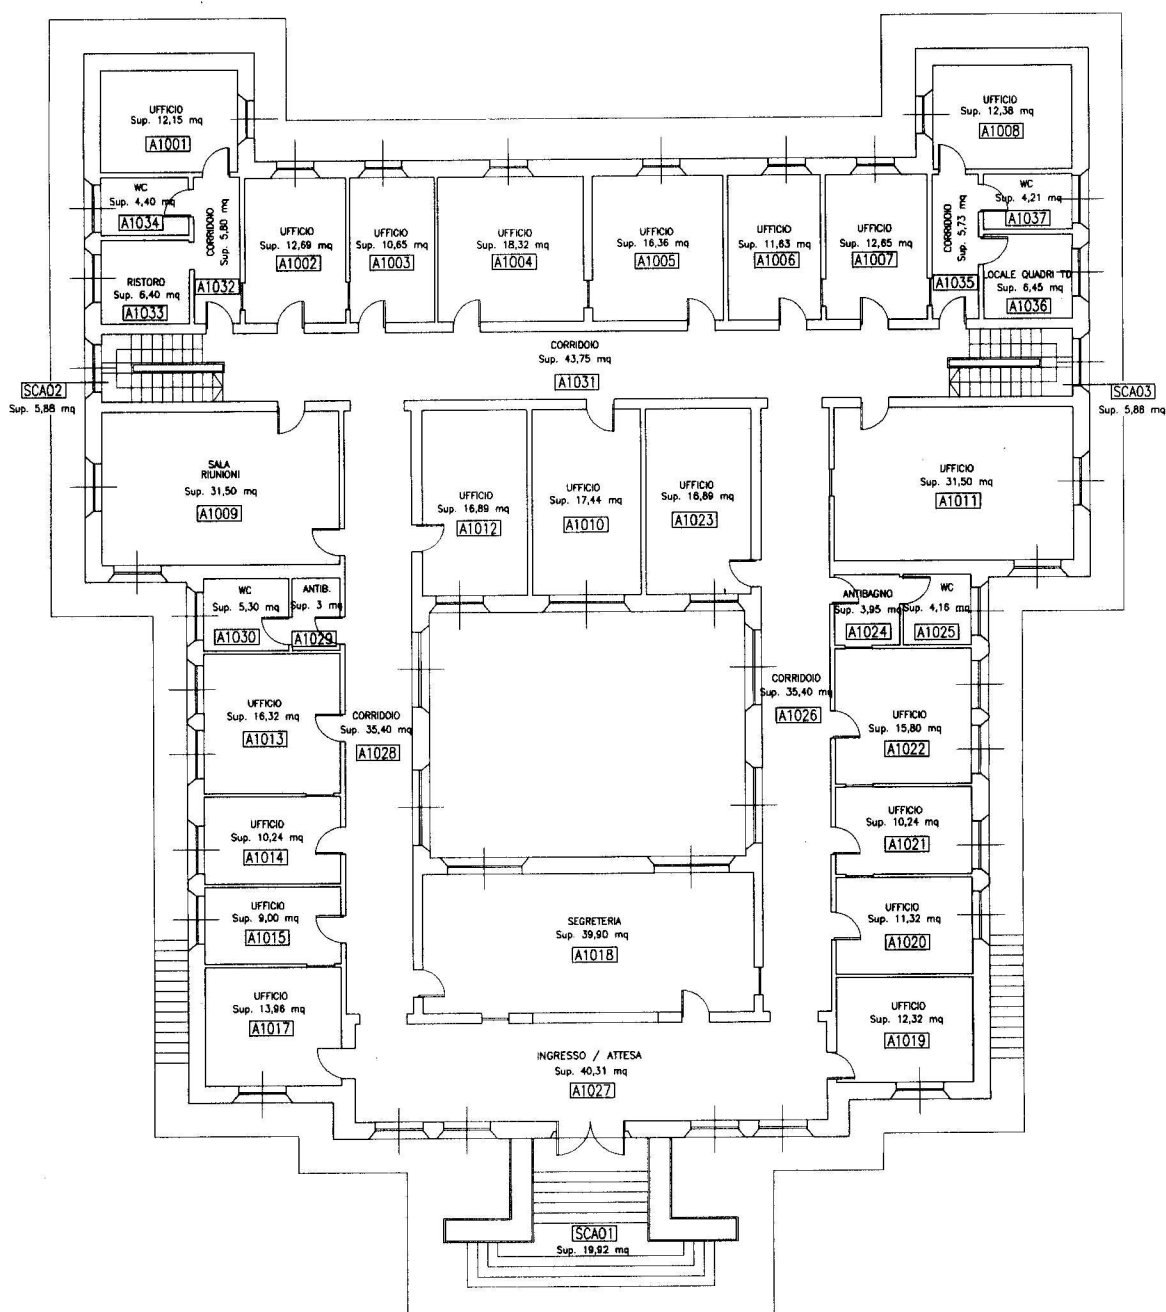 UFFICIO
Sup. 12,15 mq
A1001
UFFICIO
Sup. 12,38 mq
A1008
WC
Sup. 4,40 mq
A1034
CORRIDOIO
Sup. 5,80 mq
A1032
RISTORO
Sup. 6,40 mq
A1033
UFFICIO
Sup. 12,69 mq
A1002
UFFICIO
Sup. 10,65 mq
A1003
UFFICIO
Sup. 18,32 mq
A1004
UFFICIO
Sup. 16,36 mq
A1005
UFFICIO
Sup. 11,63 mq
A1006
UFFICIO
Sup. 12,65 mq
A1007
CORRIDOIO
Sup. 5,73 mq
A1035
WC
Sup. 4,21 mq
A1037
LOCALE QUADRI TD
Sup. 6,45 mq
A1036
CORRIDOIO
Sup. 43,75 mq
A1031
SCA02
Sup. 5,88 mq
SCA03
Sup. 5,88 mq
SALA
RIUNIONI
Sup. 31,50 mq
A1009
UFFICIO
Sup. 16,89 mq
A1012
UFFICIO
Sup. 17,44 mq
A1010
UFFICIO
Sup. 16,89 mq
A1023
UFFICIO
Sup. 31,50 mq
A1011
WC
Sup. 5,30 mq
A1030
ANTIB.
Sup. 3 mq
A1029
ANTIBAGNO
Sup. 3,95 mq
A1024
WC
Sup. 4,16 mq
A1025
UFFICIO
Sup. 16,32 mq
A1013
CORRIDOIO
Sup. 35,40 mq
A1028
CORRIDOIO
Sup. 35,40 mq
A1026
UFFICIO
Sup. 15,80 mq
A1022
UFFICIO
Sup. 10,24 mq
A1014
UFFICIO
Sup. 10,24 mq
A1021
UFFICIO
Sup. 9,00 mq
A1015
SEGRETERIA
Sup. 39,90 mq
A1018
UFFICIO
Sup. 11,32 mq
A1020
UFFICIO
Sup. 13,96 mq
A1017
UFFICIO
Sup. 12,32 mq
A1019
INGRESSO / ATTESA
Sup. 40,31 mq
A1027
SCA01
Sup. 19,92 mq